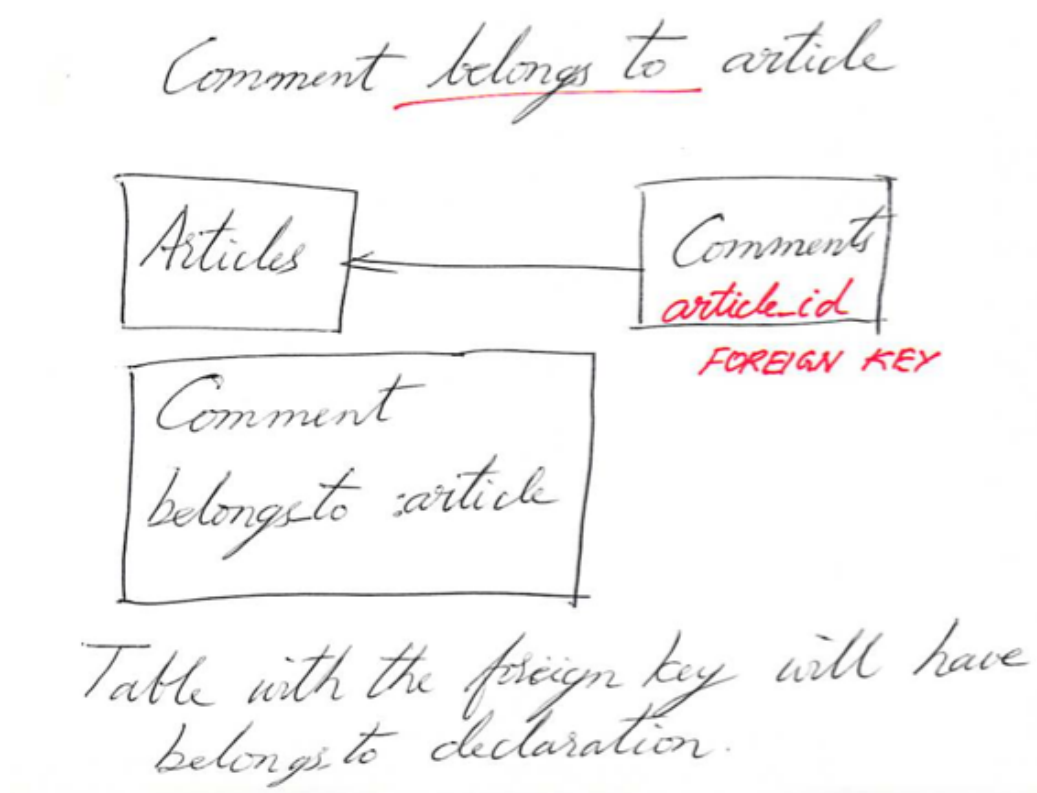 Comment belongs to article
Articles
Comments
article_id
FOREIGN KEY
Comment
belongs_to :article
Table with the foreign key will have
belongs_to declaration.